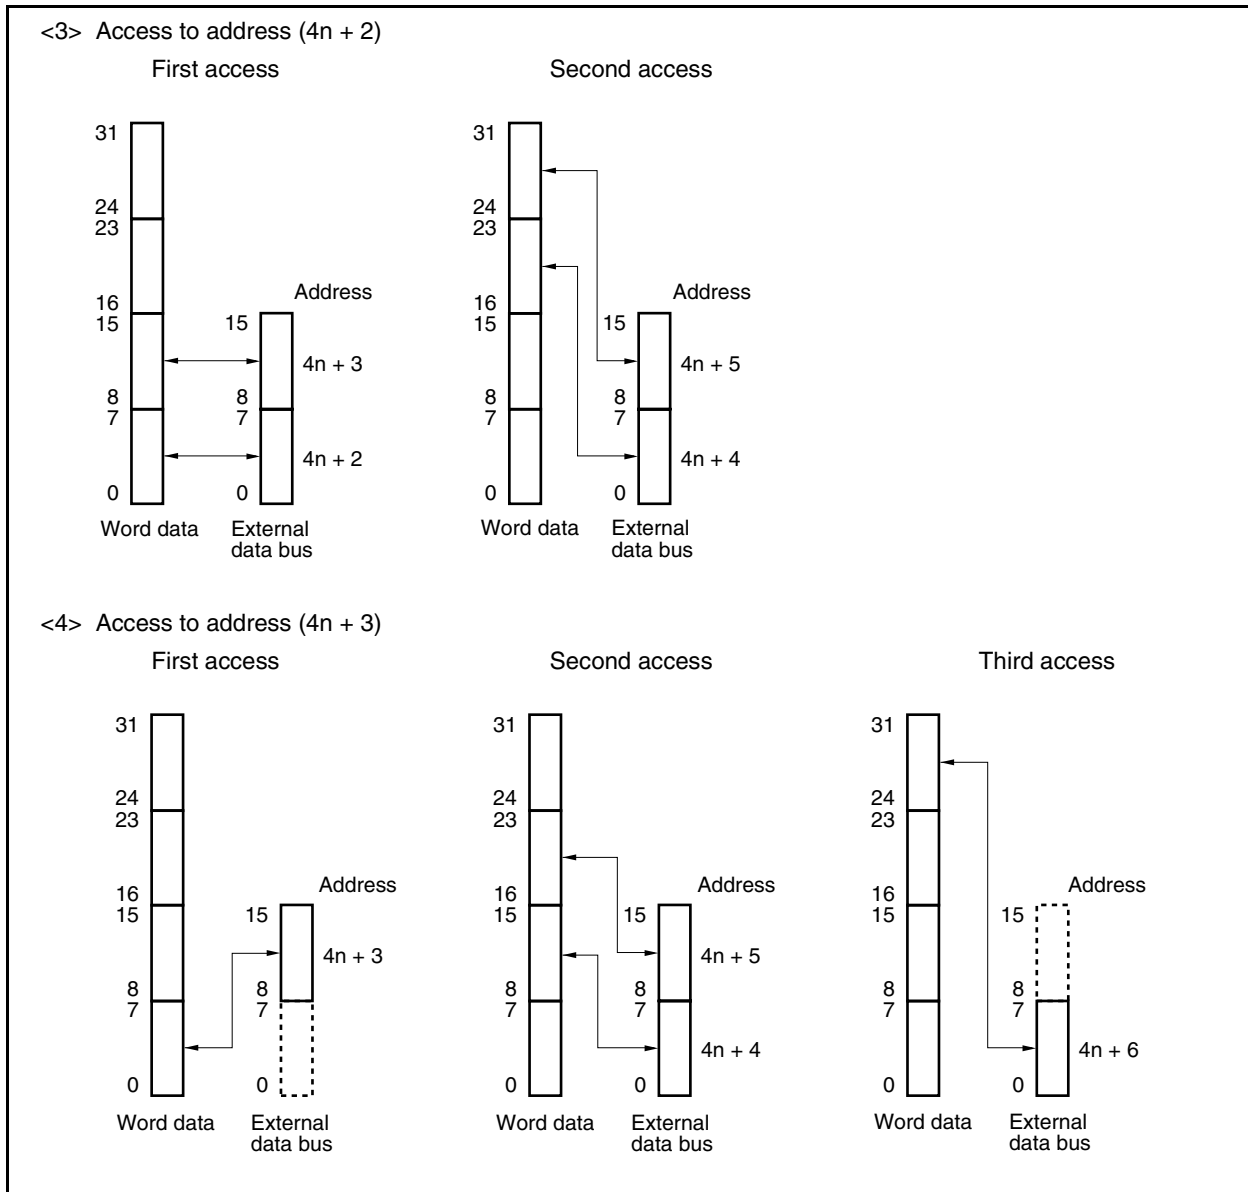 <3> Access to address (4n + 2)
First access
Second access
31
24
23
16
15
8
7
0
Address
15
4n + 3
8
7
4n + 2
0
Word data
External
data bus
31
24
23
16
15
8
7
0
Address
15
4n + 5
8
7
4n + 4
0
Word data
External
data bus
<4> Access to address (4n + 3)
First access
Second access
Third access
31
24
23
16
15
8
7
0
Address
15
4n + 3
8
7
0
Word data
External
data bus
31
24
23
16
15
8
7
0
Address
15
4n + 5
8
7
4n + 4
0
Word data
External
data bus
31
24
23
16
15
8
7
0
Address
15
8
7
4n + 6
0
Word data
External
data bus